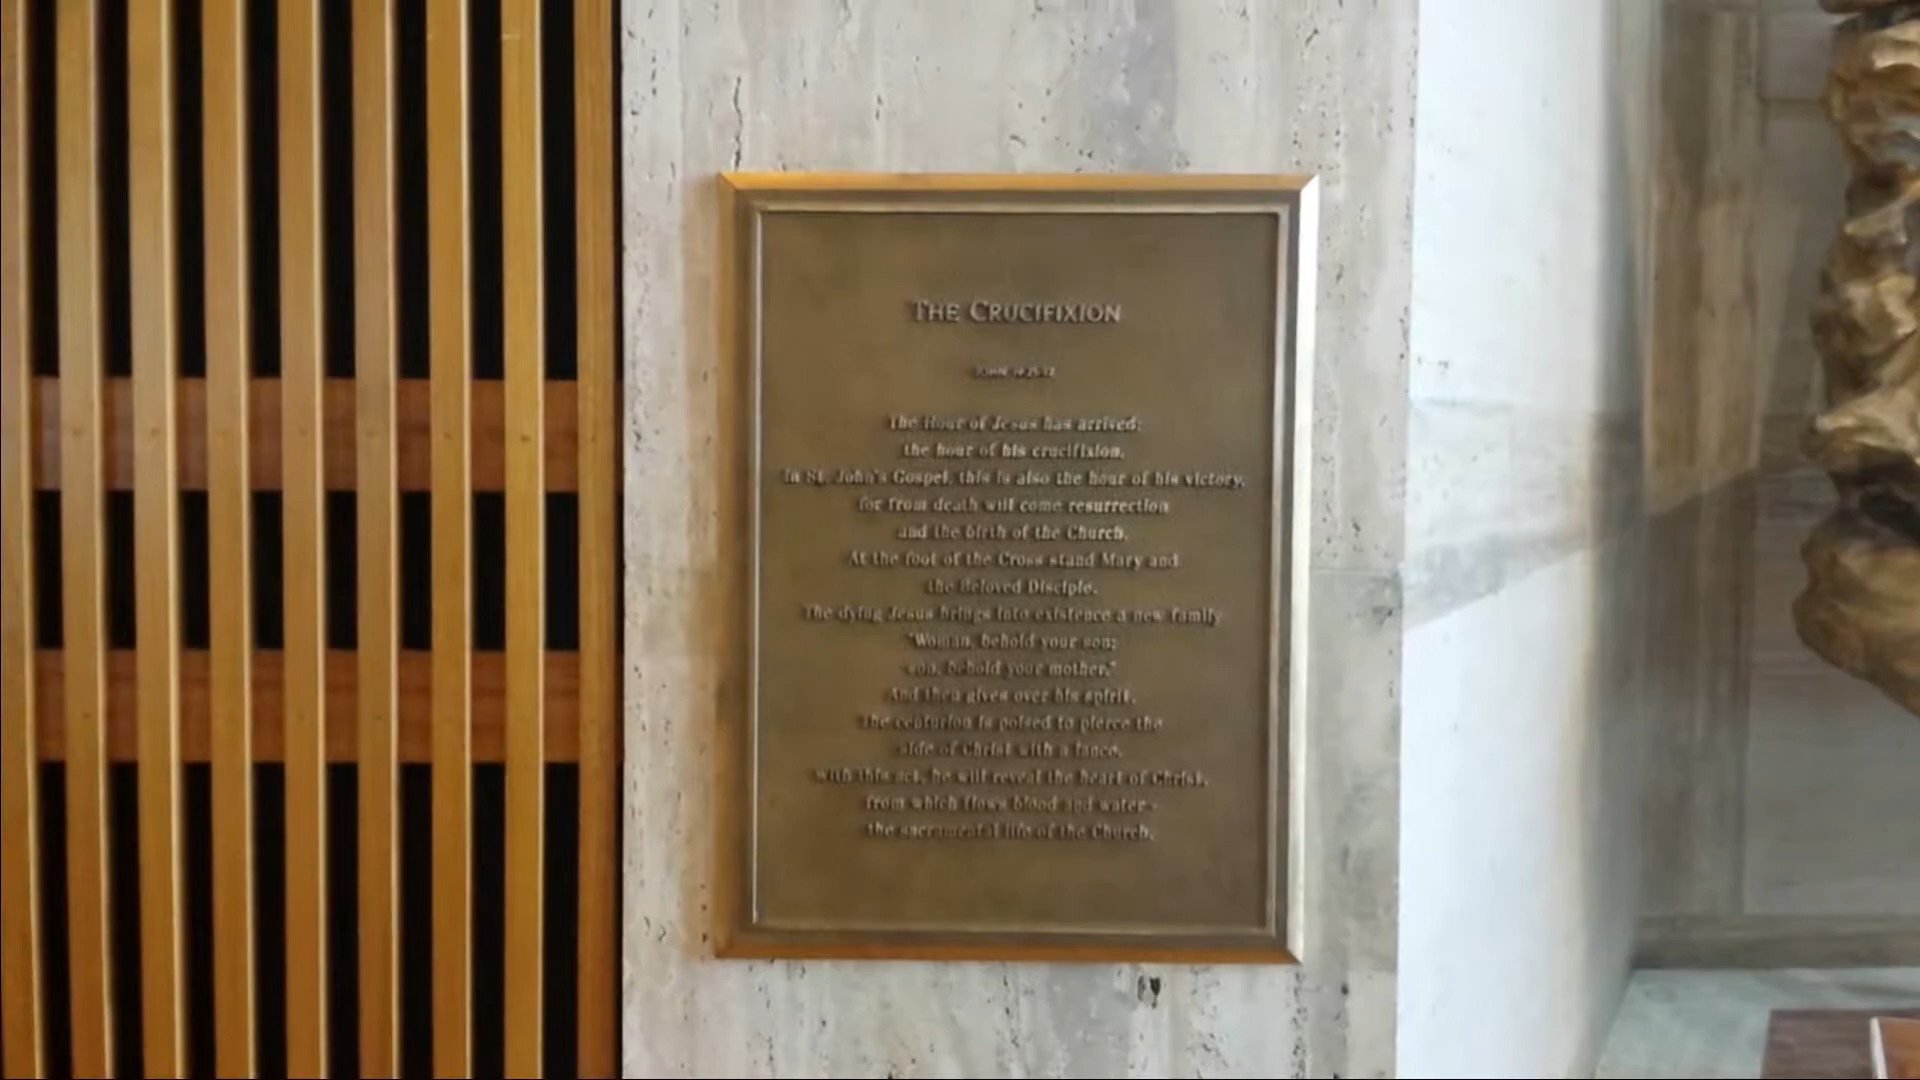 THE CRUCIFIXION
JOHN 19:25-37
The Hour of Jesus has arrived;
the hour of his crucifixion.
In St. John's Gospel, this is also the hour of his victory,
for from death will come resurrection
and the birth of the Church.
At the foot of the Cross stand Mary and
the Beloved Disciple.
The dying Jesus brings into existence a new family
"Woman, behold your son;
son, behold your mother."
And then gives over his spirit.
The centurion is poised to pierce the
side of Christ with a lance.
With this act, he will reveal the heart of Christ,
from which flows blood and water -
the sacramental life of the Church.